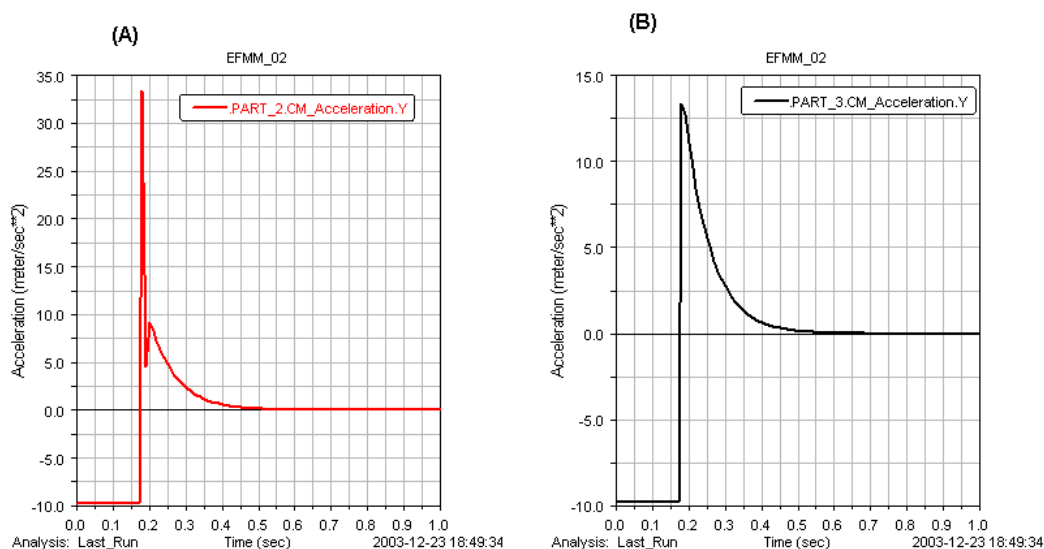 (A)
EFMM_02
.PART_2.CM_Acceleration.Y
Acceleration (meter/sec**2)
35.0
30.0
25.0
20.0
15.0
10.0
5.0
0.0
-5.0
-10.0
0.0 0.1 0.2 0.3 0.4 0.5 0.6 0.7 0.8 0.9 1.0
Analysis: Last_Run Time (sec) 2003-12-23 18:49:34
(B)
EFMM_02
.PART_3.CM_Acceleration.Y
Acceleration (meter/sec**2)
15.0
10.0
5.0
0.0
-5.0
-10.0
0.0 0.1 0.2 0.3 0.4 0.5 0.6 0.7 0.8 0.9 1.0
Analysis: Last_Run Time (sec) 2003-12-23 18:49:34